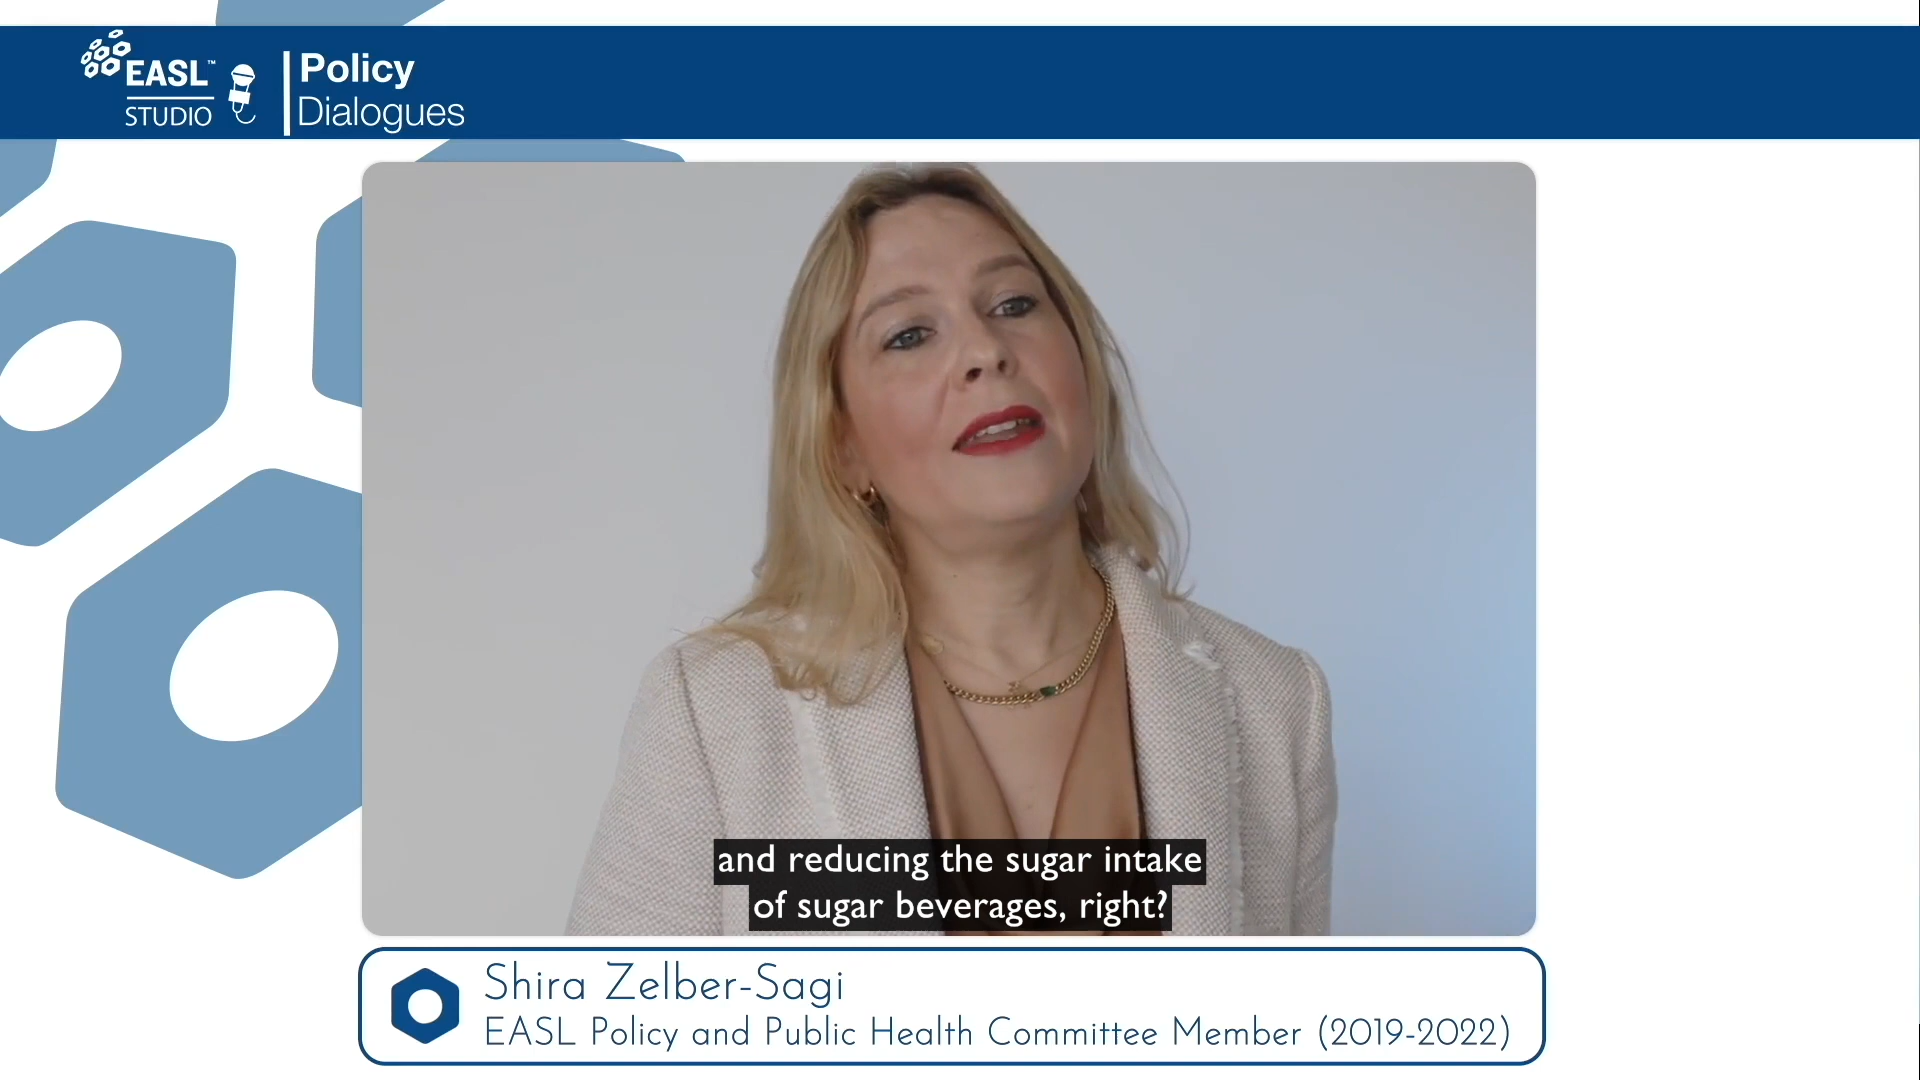 EASL™
STUDIO
Policy
Dialogues
and reducing the sugar intake
of sugar beverages, right?
Shira Zelber-Sagi
EASL Policy and Public Health Committee Member (2019-2022)